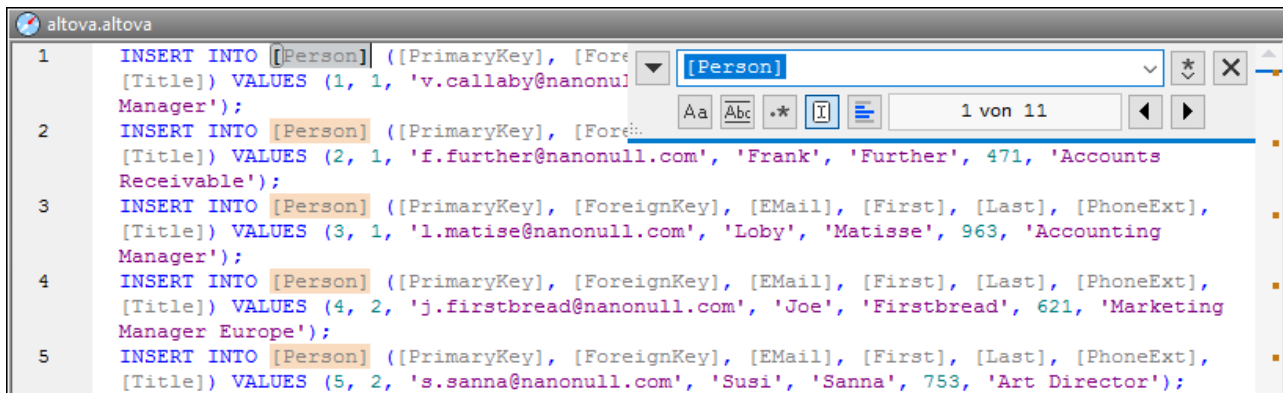 altova.altova
1 INSERT INTO [Person] ([PrimaryKey], [Fore
[Title]) VALUES (1, 1, 'v.callaby@nanonul
Manager');
[Person]
Aa Abc .* 1 von 11
2 INSERT INTO [Person] ([PrimaryKey], [Fore
[Title]) VALUES (2, 1, 'f.further@nanonull.com', 'Frank', 'Further', 471, 'Accounts
Receivable');
3 INSERT INTO [Person] ([PrimaryKey], [ForeignKey], [EMail], [First], [Last], [PhoneExt],
[Title]) VALUES (3, 1, 'l.matise@nanonull.com', 'Loby', 'Matisse', 963, 'Accounting
Manager');
4 INSERT INTO [Person] ([PrimaryKey], [ForeignKey], [EMail], [First], [Last], [PhoneExt],
[Title]) VALUES (4, 2, 'j.firstbread@nanonull.com', 'Joe', 'Firstbread', 621, 'Marketing
Manager Europe');
5 INSERT INTO [Person] ([PrimaryKey], [ForeignKey], [EMail], [First], [Last], [PhoneExt],
[Title]) VALUES (5, 2, 's.sanna@nanonull.com', 'Susi', 'Sanna', 753, 'Art Director');